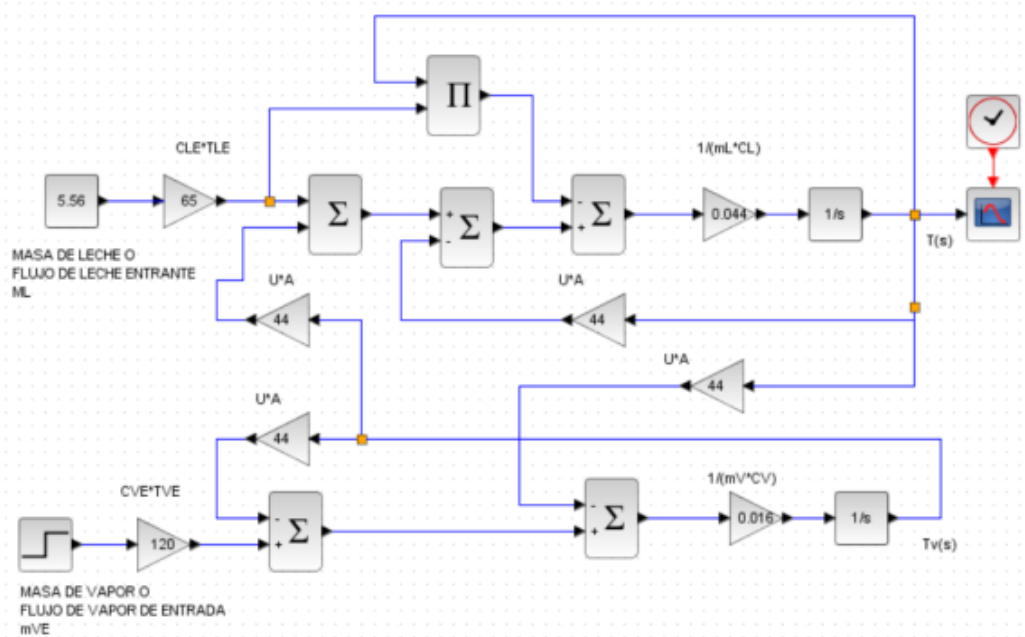 Π
CLE*TLE
1/(mL*CL)
5.56
65
Σ
+
-
Σ
-
+
Σ
0.044
1/s
T(s)
MASA DE LECHE O
FLUJO DE LECHE ENTRANTE
ML
U*A
44
U*A
44
U*A
44
U*A
44
CVE*TVE
1/(mV*CV)
120
-
+
Σ
-
+
Σ
0.016
1/s
Tv(s)
MASA DE VAPOR O
FLUJO DE VAPOR DE ENTRADA
mVE